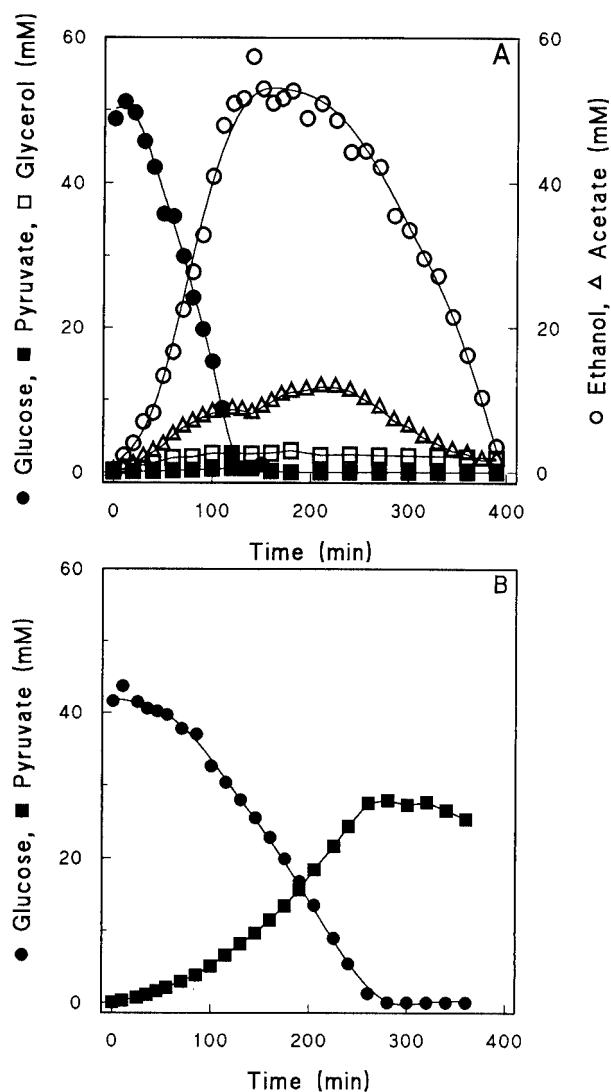 A
60
40
20
0
● Glucose, ■ Pyruvate, □ Glycerol (mM)
60
40
20
0
○ Ethanol, △ Acetate (mM)
0 100 200 300 400
Time (min)
B
60
40
20
0
● Glucose, ■ Pyruvate (mM)
0 100 200 300 400
Time (min)